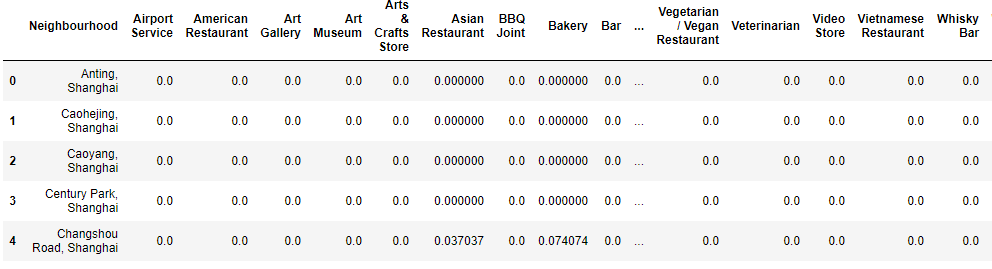 Neighbourhood Airport Service American Restaurant Art Gallery Art Museum Arts & Crafts Store Asian Restaurant BBQ Joint Bakery Bar ... Vegetarian / Vegan Restaurant Veterinarian Video Store Vietnamese Restaurant Whisky Bar
0 Anting, Shanghai 0.0 0.0 0.0 0.0 0.0 0.000000 0.0 0.000000 0.0 ... 0.0 0.0 0.0 0.0 0.0
1 Caohejing, Shanghai 0.0 0.0 0.0 0.0 0.0 0.000000 0.0 0.000000 0.0 ... 0.0 0.0 0.0 0.0 0.0
2 Caoyang, Shanghai 0.0 0.0 0.0 0.0 0.0 0.000000 0.0 0.000000 0.0 ... 0.0 0.0 0.0 0.0 0.0
3 Century Park, Shanghai 0.0 0.0 0.0 0.0 0.0 0.000000 0.0 0.000000 0.0 ... 0.0 0.0 0.0 0.0 0.0
4 Changshou Road, Shanghai 0.0 0.0 0.0 0.0 0.0 0.037037 0.0 0.074074 0.0 ... 0.0 0.0 0.0 0.0 0.0